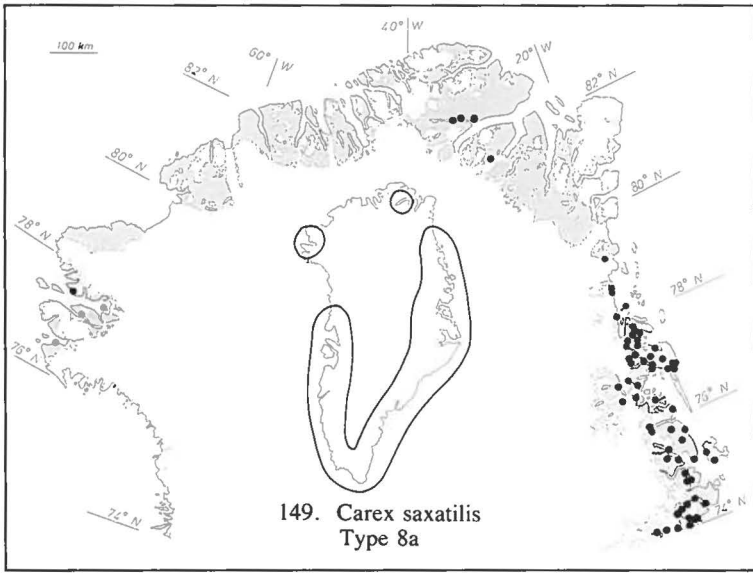 100 km
40° W
60° W
20° W
82° N
82° N
80° N
80° N
78° N
78° N
76° N
76° N
74° N
74°
149. Carex saxatilis
Type 8a